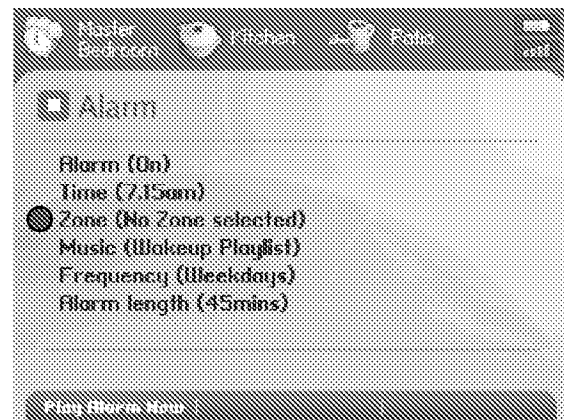 Master
Bedroom
Kitchen
Patio
Alarm
Alarm (On)
Time (7.15am)
Zone (No Zone selected)
Music (Wakeup Playlist)
Frequency (Weekdays)
Alarm length (45mins)
Play Alarm Now